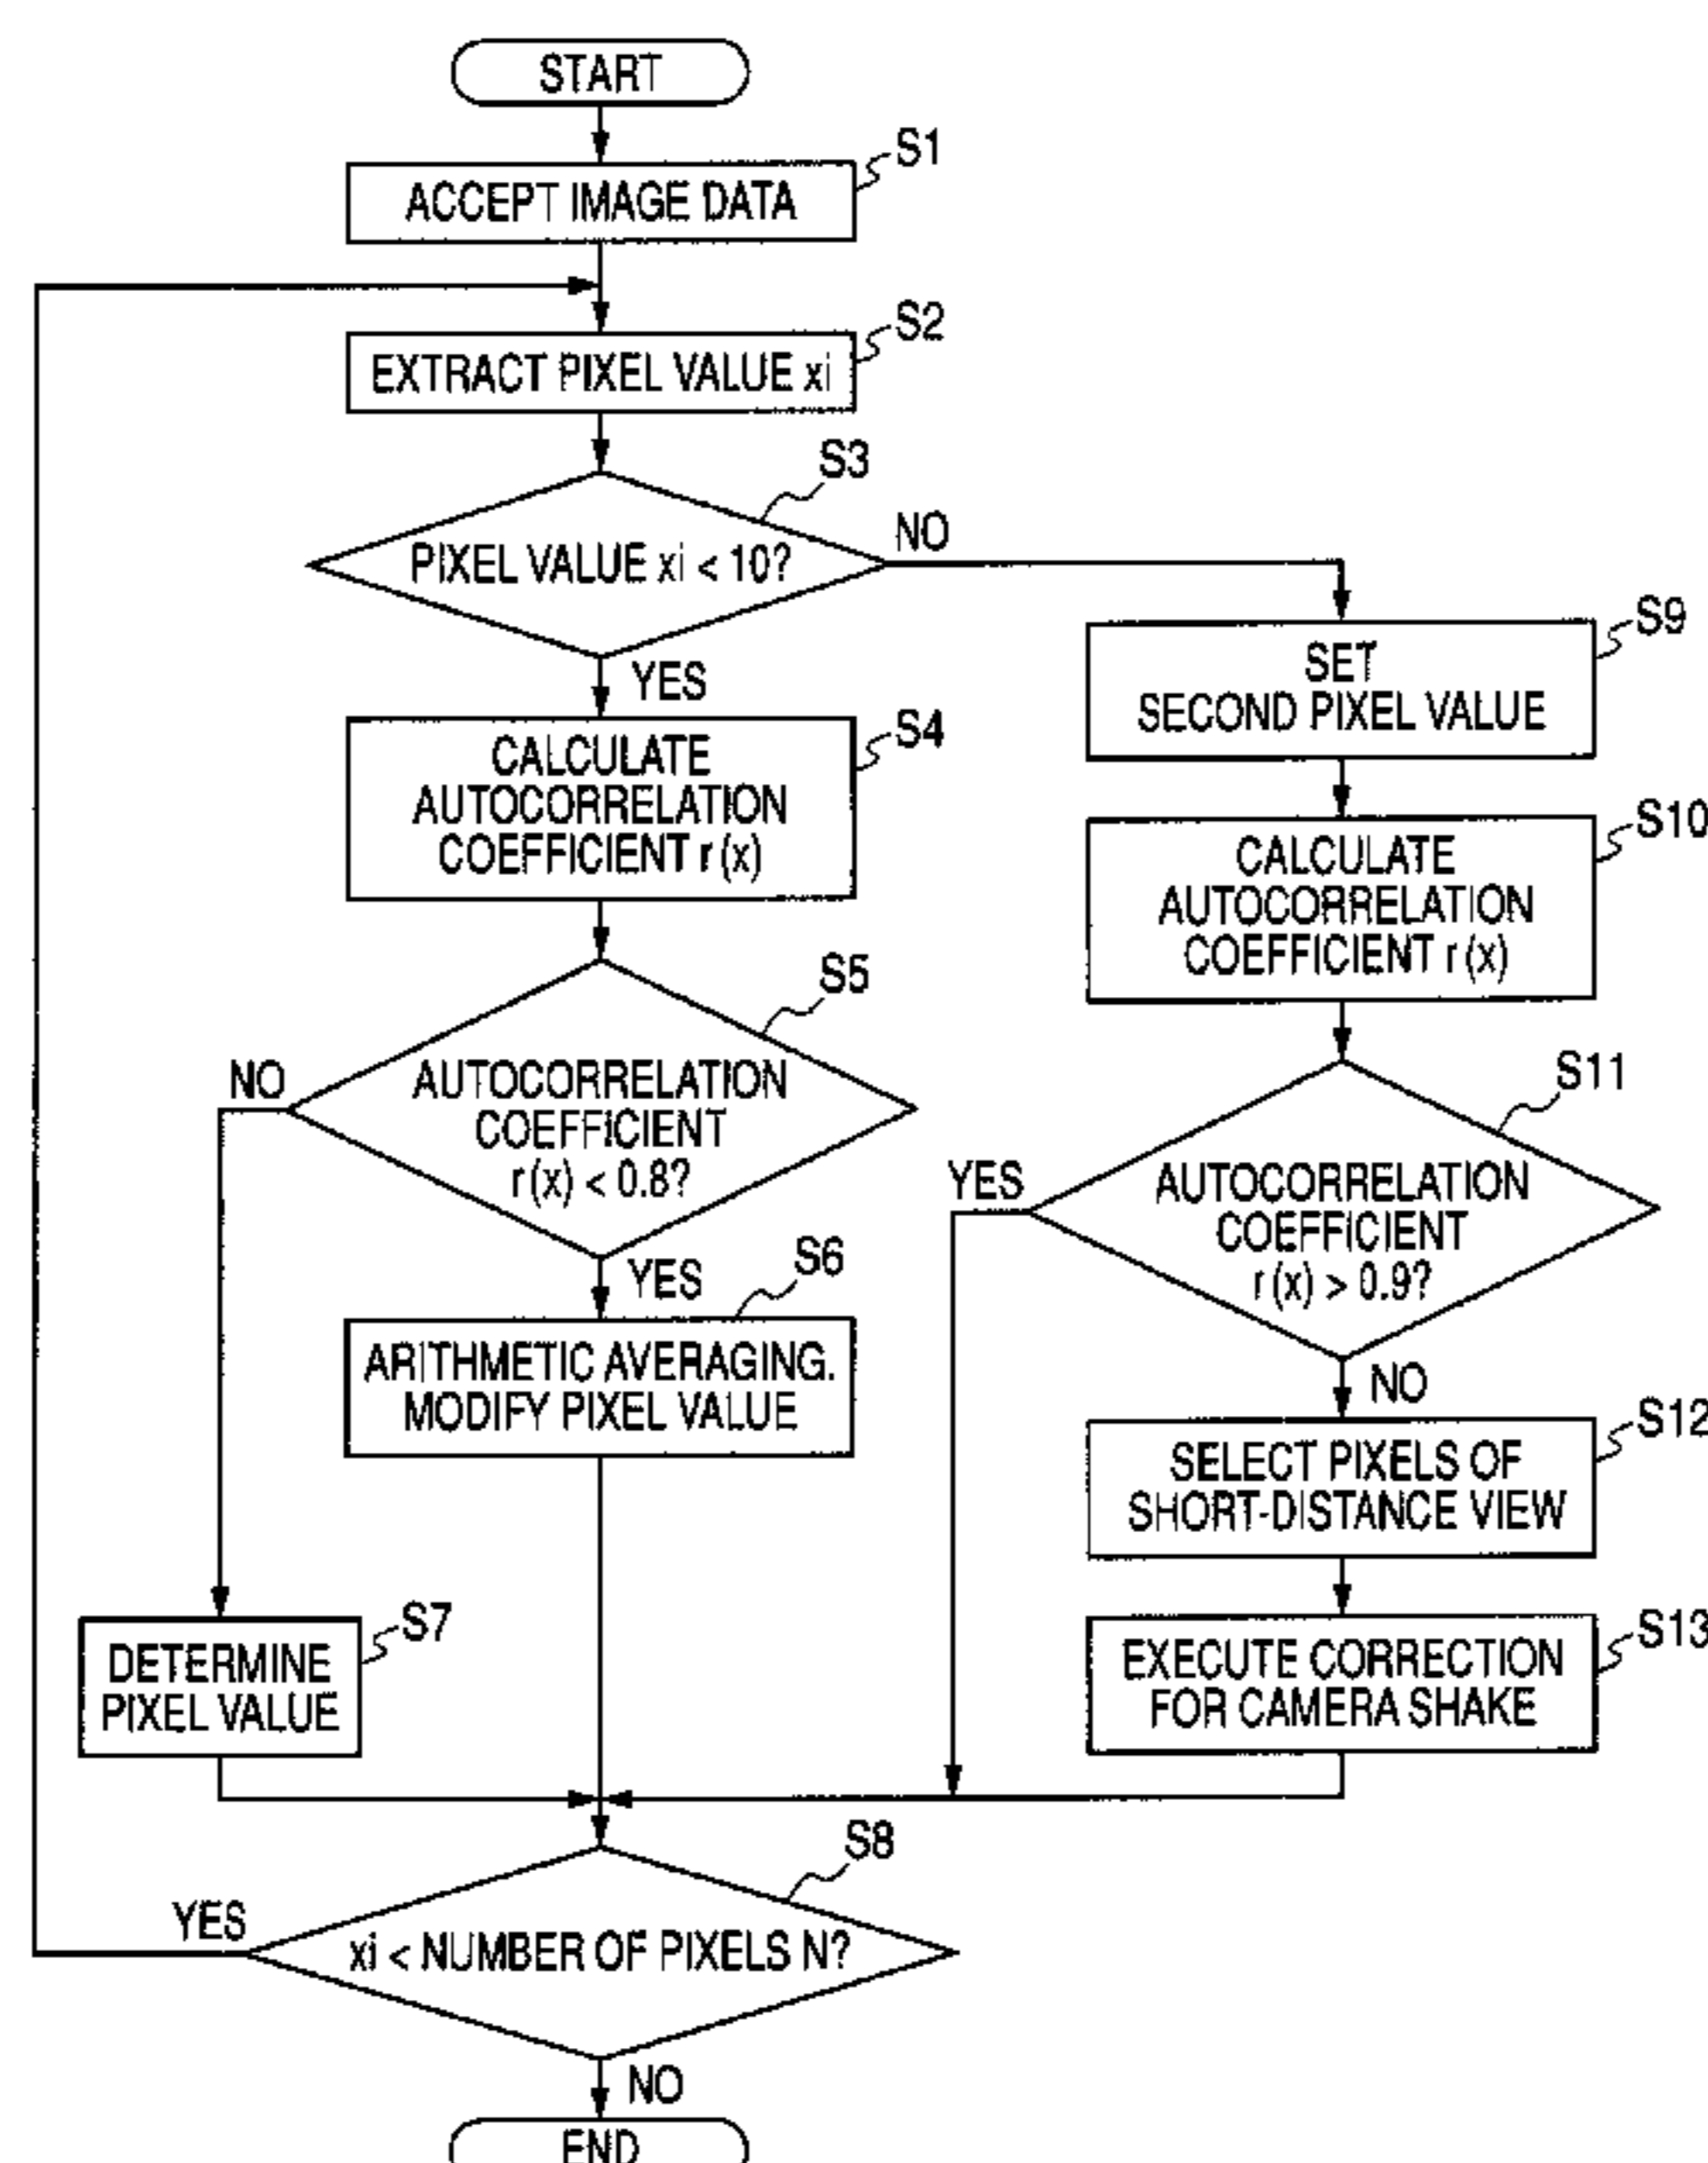 START
S1
ACCEPT IMAGE DATA
S2
EXTRACT PIXEL VALUE xi
S3
PIXEL VALUE xi < 10?
NO
YES
S4
CALCULATE
AUTOCORRELATION
COEFFICIENT r(x)
S5
AUTOCORRELATION
COEFFICIENT
r(x) < 0.8?
NO
YES
S6
ARITHMETIC AVERAGING.
MODIFY PIXEL VALUE
S7
DETERMINE
PIXEL VALUE
S9
SET
SECOND PIXEL VALUE
S10
CALCULATE
AUTOCORRELATION
COEFFICIENT r(x)
S11
AUTOCORRELATION
COEFFICIENT
r(x) > 0.9?
YES
NO
S12
SELECT PIXELS OF
SHORT-DISTANCE VIEW
S13
EXECUTE CORRECTION
FOR CAMERA SHAKE
S8
xi < NUMBER OF PIXELS N?
YES
NO
END